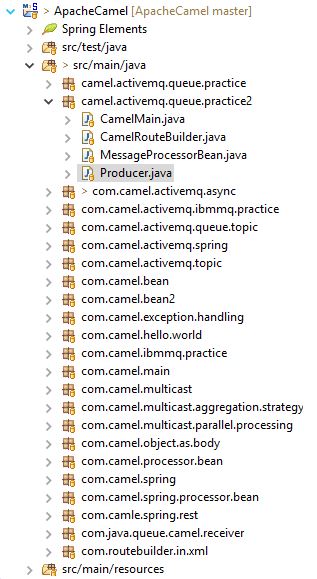 ApacheCamel [ApacheCamel master]
Spring Elements
src/test/java
> src/main/java
camel.activemq.queue.practice
camel.activemq.queue.practice2
CamelMain.java
CamelRouteBuilder.java
MessageProcessorBean.java
Producer.java
> com.camel.activemq.async
com.camel.activemq.ibmmq.practice
com.camel.activemq.queue.topic
com.camel.activemq.spring
com.camel.activemq.topic
com.camel.bean
com.camel.bean2
com.camel.exception.handling
com.camel.hello.world
com.camel.ibmmq.practice
com.camel.main
com.camel.multicast
com.camel.multicast.aggregation.strategy
com.camel.multicast.parallel.processing
com.camel.object.as.body
com.camel.processor.bean
com.camel.spring
com.camel.spring.processor.bean
com.camle.spring.rest
com.java.queue.camel.receiver
com.routebuilder.in.xml
src/main/resources